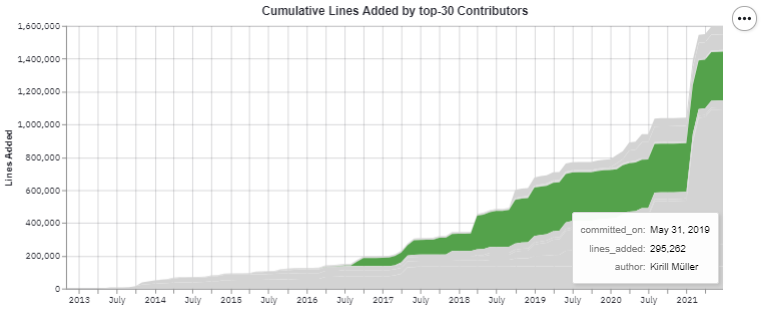 Cumulative Lines Added by top-30 Contributors
1,600,000
1,400,000
1,200,000
1,000,000
800,000
600,000
400,000
200,000
0
Lines Added
2013 July 2014 July 2015 July 2016 July 2017 July 2018 July 2019 July 2020 July 2021
committed_on: May 31, 2019
lines_added: 295,262
author: Kirill Müller